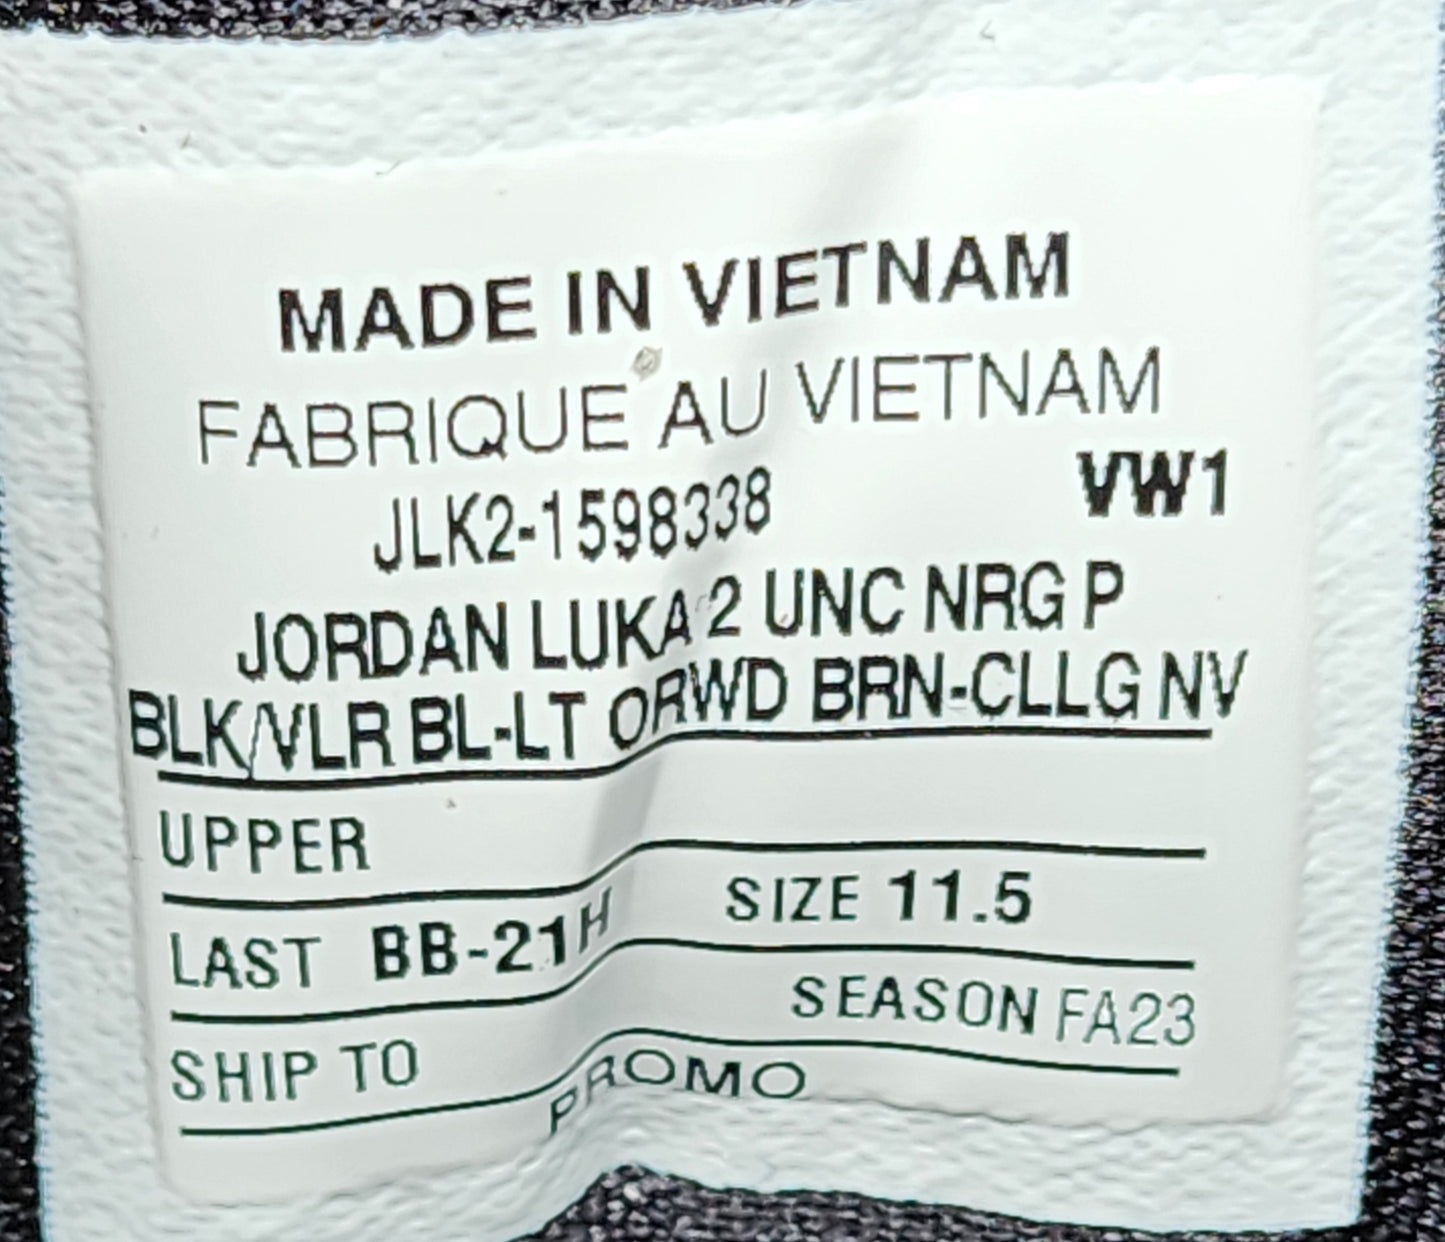 MADE IN VIETNAM
FABRIQUE AU VIETNAM
JLK2-1598338 VW1
JORDAN LUKA 2 UNC NRG P
BLK/VLR BL-LT ORWD BRN-CLLG NV
UPPER
LAST BB-21H SIZE 11.5
SHIP TO SEASON FA23
PROMO